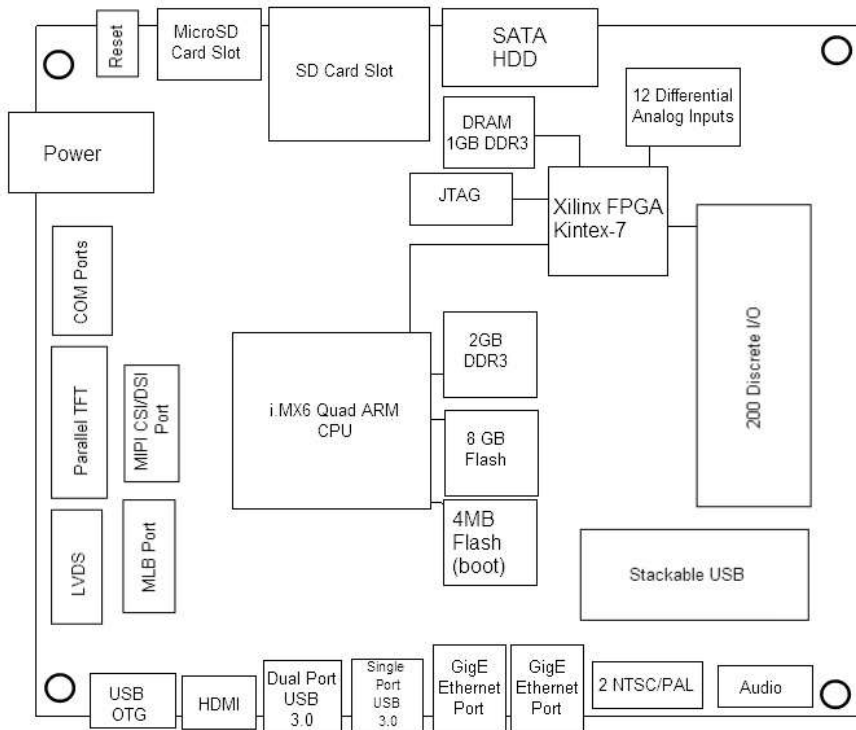 Reset
MicroSD
Card Slot
SD Card Slot
SATA
HDD
12 Differential
Analog Inputs
DRAM
1GB DDR3
Power
JTAG
Xilinx FPGA
Kintex-7
COM Ports
200 Discrete I/O
2GB
DDR3
i.MX6 Quad ARM
CPU
Parallel TFT
MIPI CSI/DSI
Port
8 GB
Flash
4MB
Flash
(boot)
LVDS
MLB Port
Stackable USB
USB
OTG
HDMI
Dual Port
USB
3.0
Single
Port
USB
3.0
GigE
Ethernet
Port
GigE
Ethernet
Port
2 NTSC/PAL
Audio